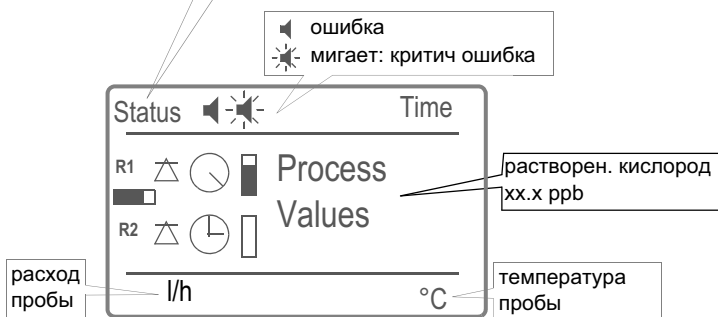 ошибка
мигает: критич ошибка
Status
Time
R1
Process
Values
R2
растворен. кислород
xx.x ppb
расход
пробы
l/h
°C
температура
пробы